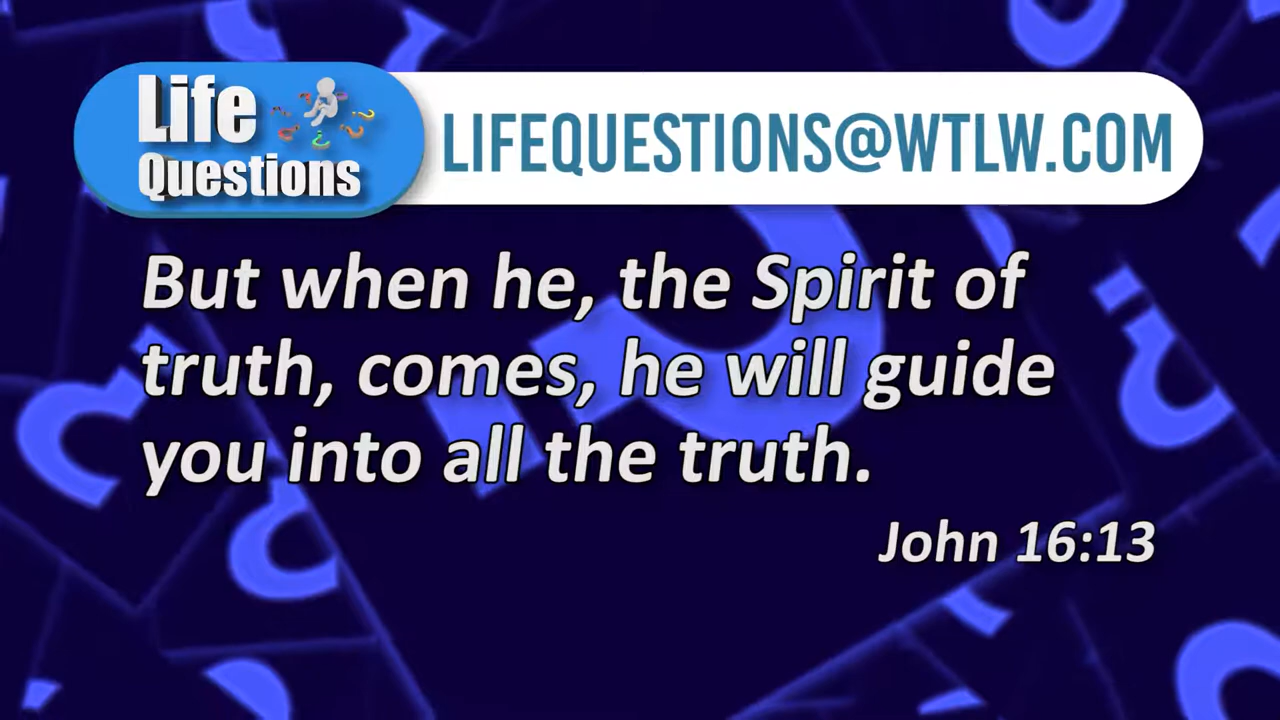 Life
Questions
LIFEQUESTIONS@WTLW.COM
But when he, the Spirit of
truth, comes, he will guide
you into all the truth.
John 16:13